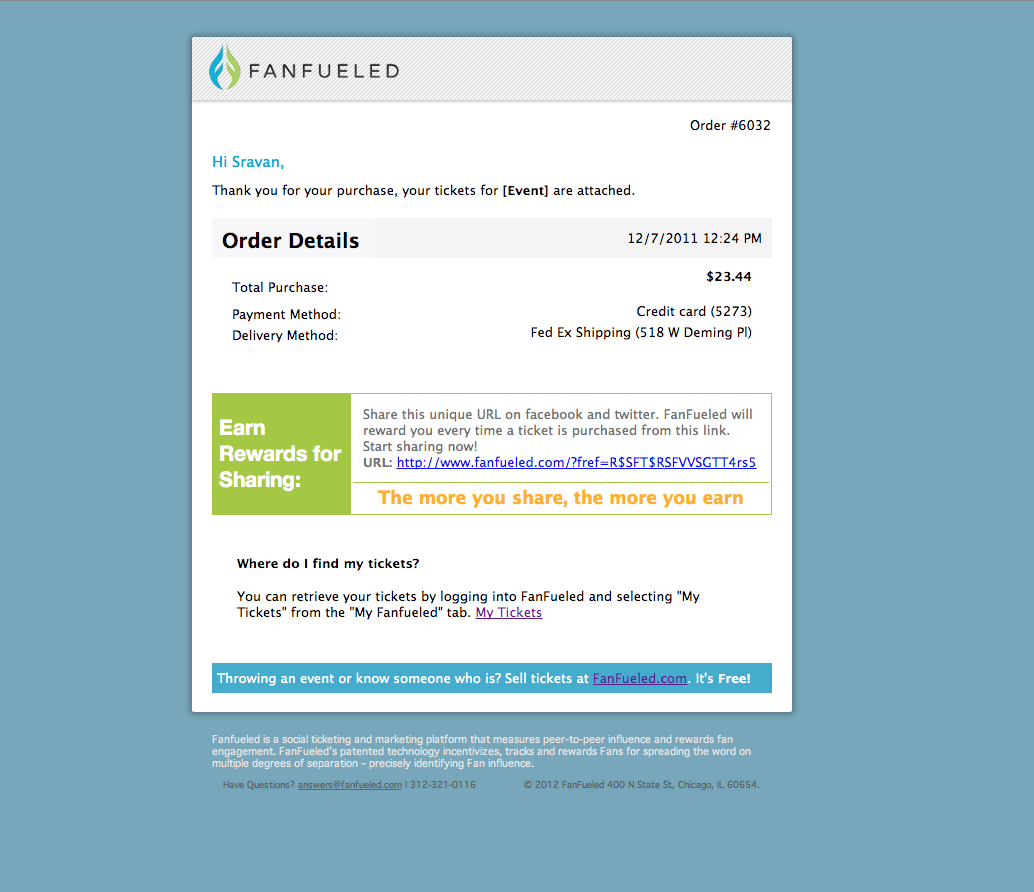 FANFUELED
Order #6032
Hi Sravan,
Thank you for your purchase, your tickets for [Event] are attached.
Order Details
12/7/2011 12:24 PM
Total Purchase:
$23.44
Payment Method:
Credit card (5273)
Delivery Method:
Fed Ex Shipping (518 W Deming Pl)
Earn
Rewards for
Sharing:
Share this unique URL on facebook and twitter. FanFueled will
reward you every time a ticket is purchased from this link.
Start sharing now!
URL: http://www.fanfueled.com/?fref=R$SFT$RSFVVSGTT4rs5
The more you share, the more you earn
Where do I find my tickets?
You can retrieve your tickets by logging into FanFueled and selecting "My
Tickets" from the "My Fanfueled" tab. My Tickets
Throwing an event or know someone who is? Sell tickets at FanFueled.com. It's Free!
Fanfueled is a social ticketing and marketing platform that measures peer-to-peer influence and rewards fan
engagement. FanFueled's patented technology incentivizes, tracks and rewards Fans for spreading the word on
multiple degrees of separation – precisely identifying Fan influence.
Have Questions? answers@fanfueled.com l 312-321-0116
© 2012 FanFueled 400 N State St, Chicago, IL 60654.